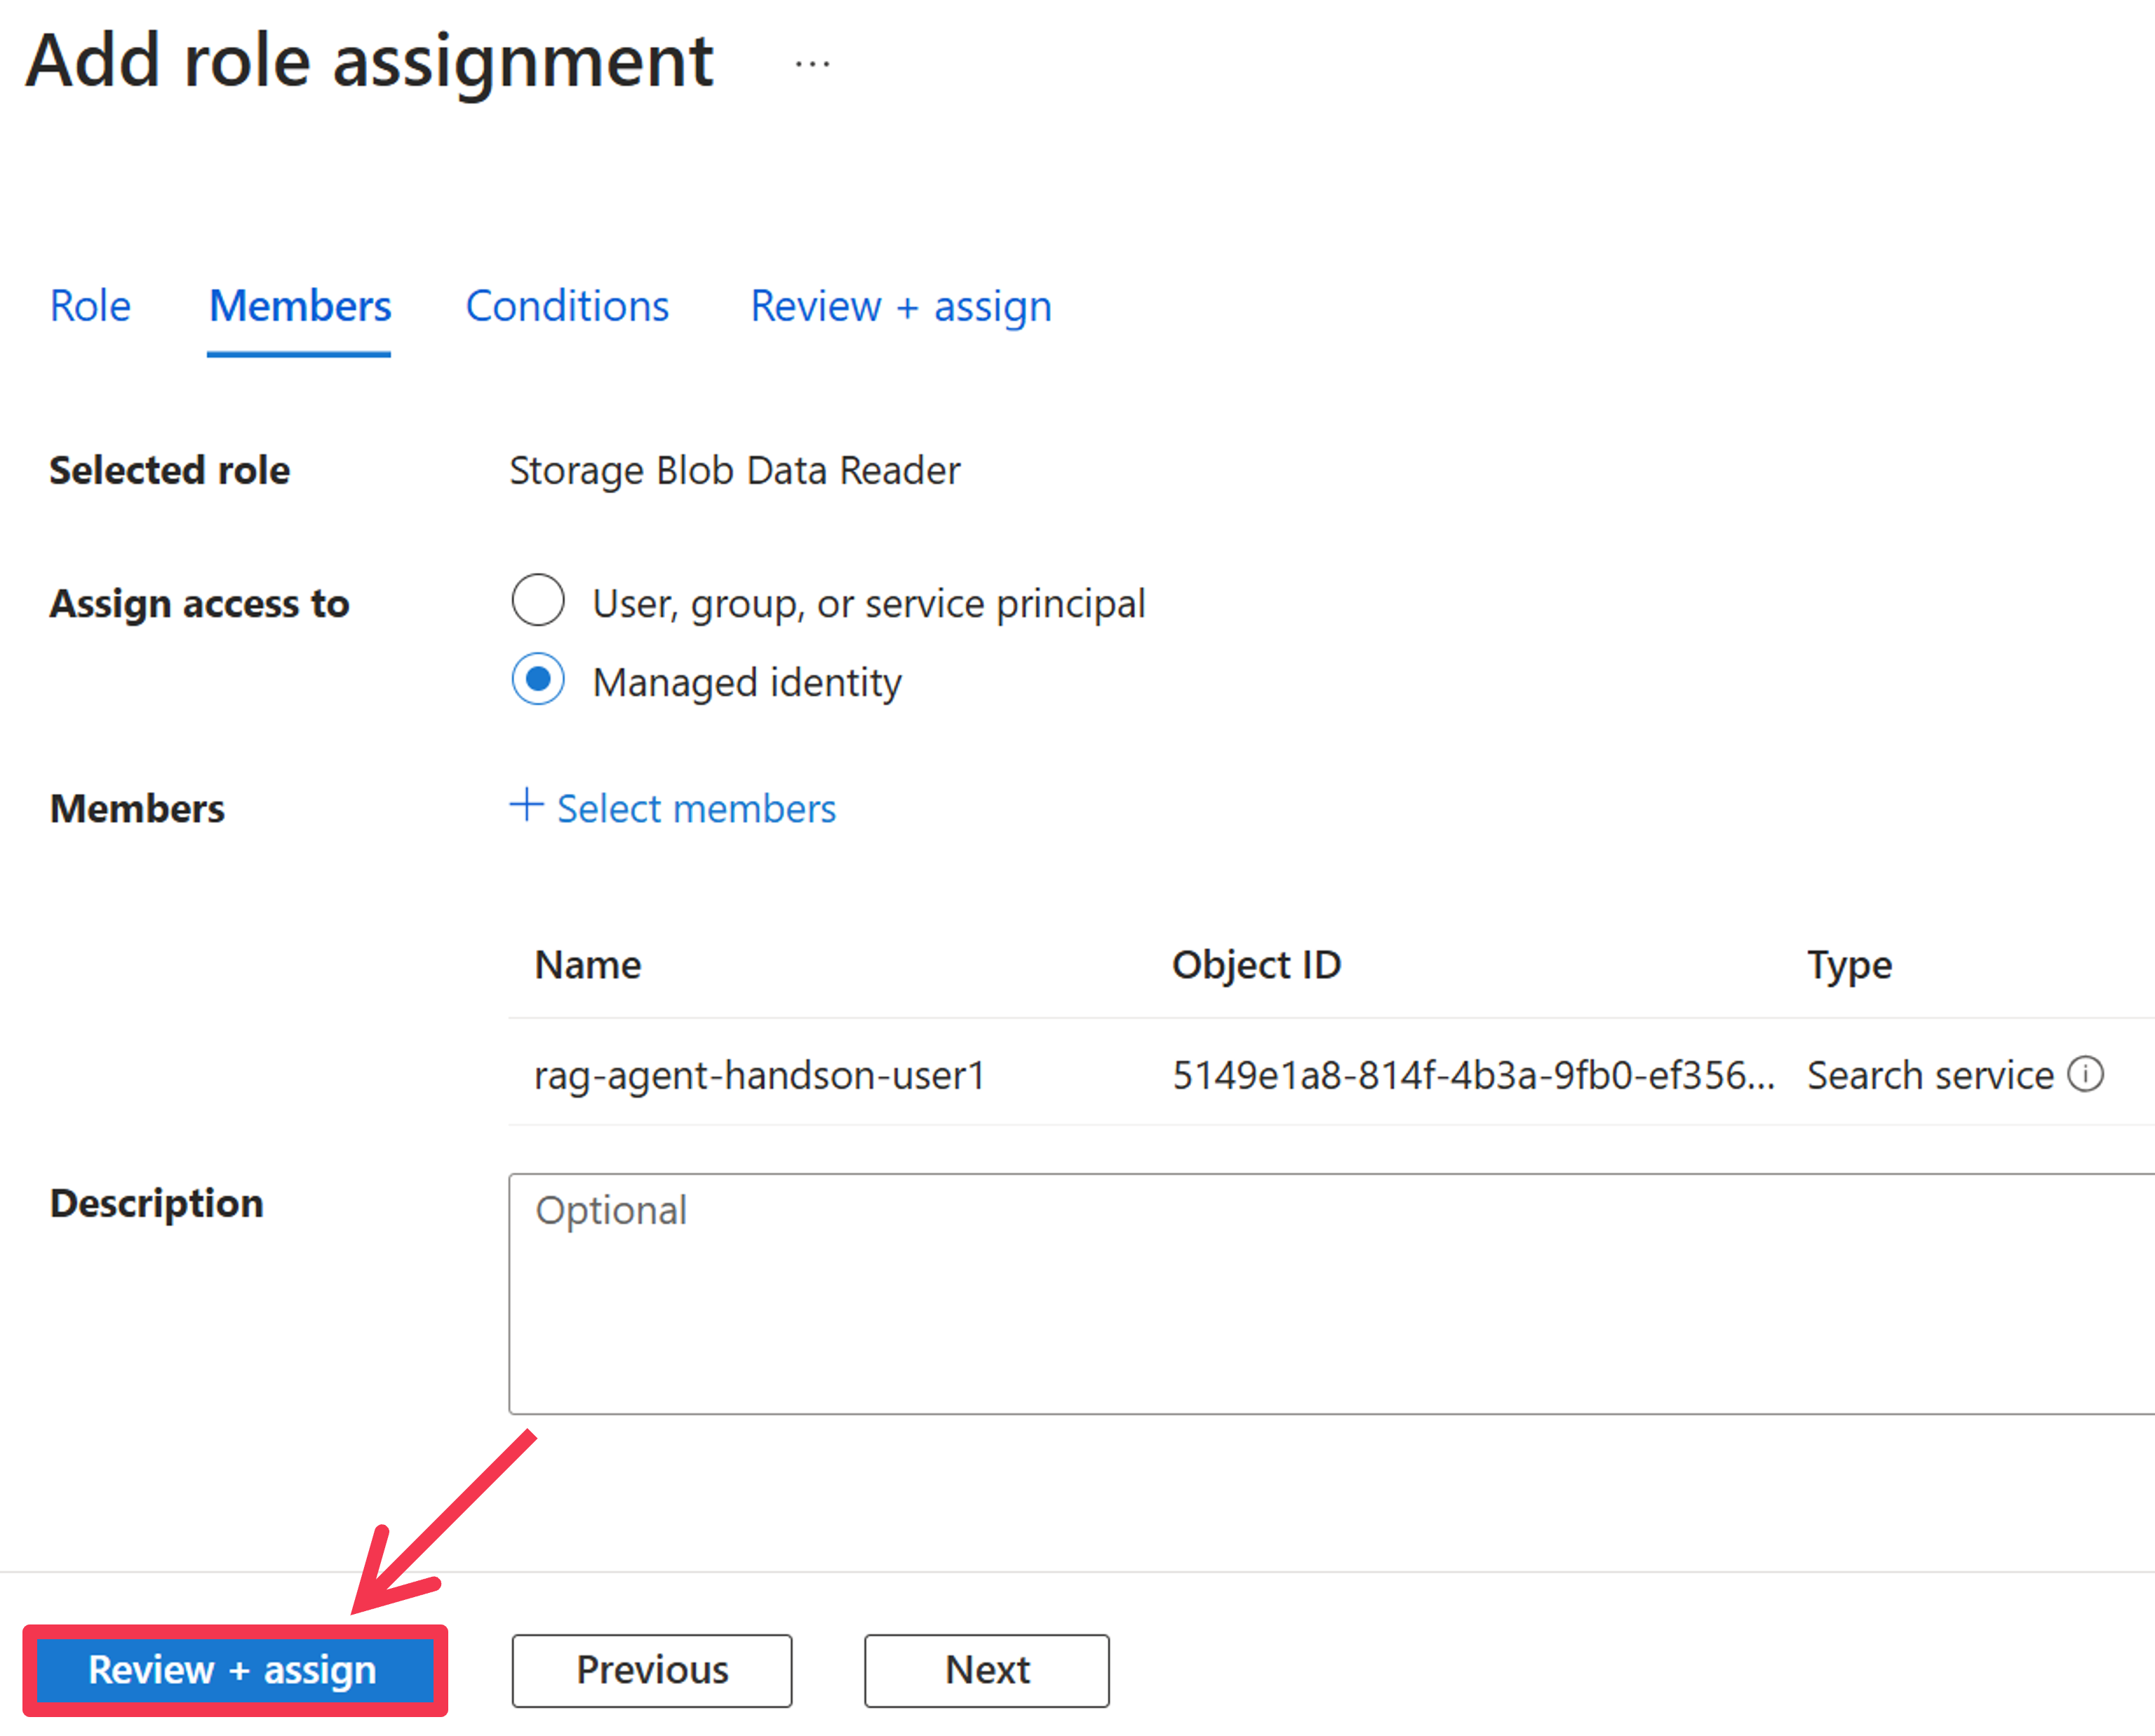 Add role assignment ...
Role Members Conditions Review + assign
Selected role Storage Blob Data Reader
Assign access to User, group, or service principal
Managed identity
Members + Select members
Name Object ID Type
rag-agent-handson-user1 5149e1a8-814f-4b3a-9fb0-ef356... Search service
Description Optional
Review + assign Previous Next